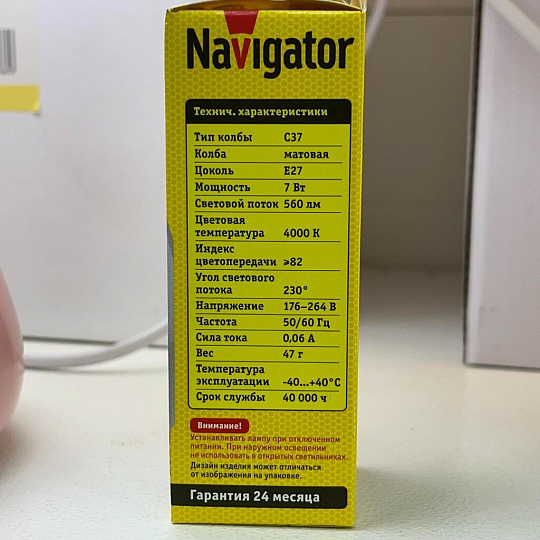 Navigator
Технич. характеристики
Тип колбы C37
Колба матовая
Цоколь E27
Мощность 7 Вт
Световой поток 560 лм
Цветовая
температура 4000 К
Индекс
цветопередачи ≥82
Угол светового
потока 230°
Напряжение 176–264 В
Частота 50/60 Гц
Сила тока 0,06 А
Вес 47 г
Температура
эксплуатации -40...+40°C
Срок службы 40 000 ч
Внимание!
Устанавливать лампу при отключенном
питании. При наружном освещении
не использовать в открытых светильниках.
Дизайн изделия может отличаться
от изображения на упаковке.
Гарантия 24 месяца